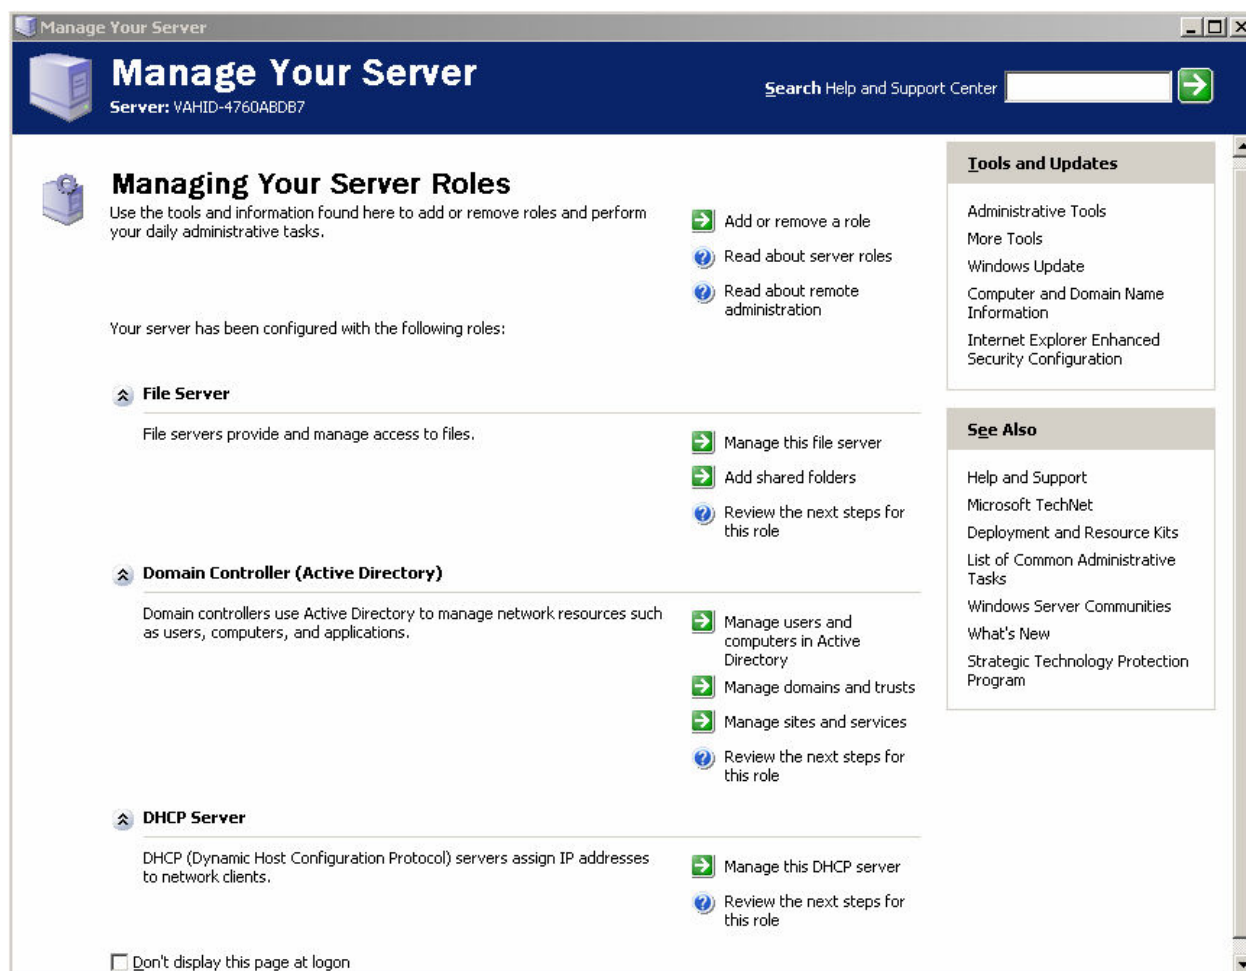 Manage Your Server
Manage Your Server
Server: VAHID-4760ABDB7
Search Help and Support Center
Managing Your Server Roles
Use the tools and information found here to add or remove roles and perform
your daily administrative tasks.
Add or remove a role
Read about server roles
Read about remote
administration
Your server has been configured with the following roles:
File Server
File servers provide and manage access to files.
Manage this file server
Add shared folders
Review the next steps for
this role
Domain Controller (Active Directory)
Domain controllers use Active Directory to manage network resources such
as users, computers, and applications.
Manage users and
computers in Active
Directory
Manage domains and trusts
Manage sites and services
Review the next steps for
this role
DHCP Server
DHCP (Dynamic Host Configuration Protocol) servers assign IP addresses
to network clients.
Manage this DHCP server
Review the next steps for
this role
Don't display this page at logon
Tools and Updates
Administrative Tools
More Tools
Windows Update
Computer and Domain Name
Information
Internet Explorer Enhanced
Security Configuration
See Also
Help and Support
Microsoft TechNet
Deployment and Resource Kits
List of Common Administrative
Tasks
Windows Server Communities
What's New
Strategic Technology Protection
Program